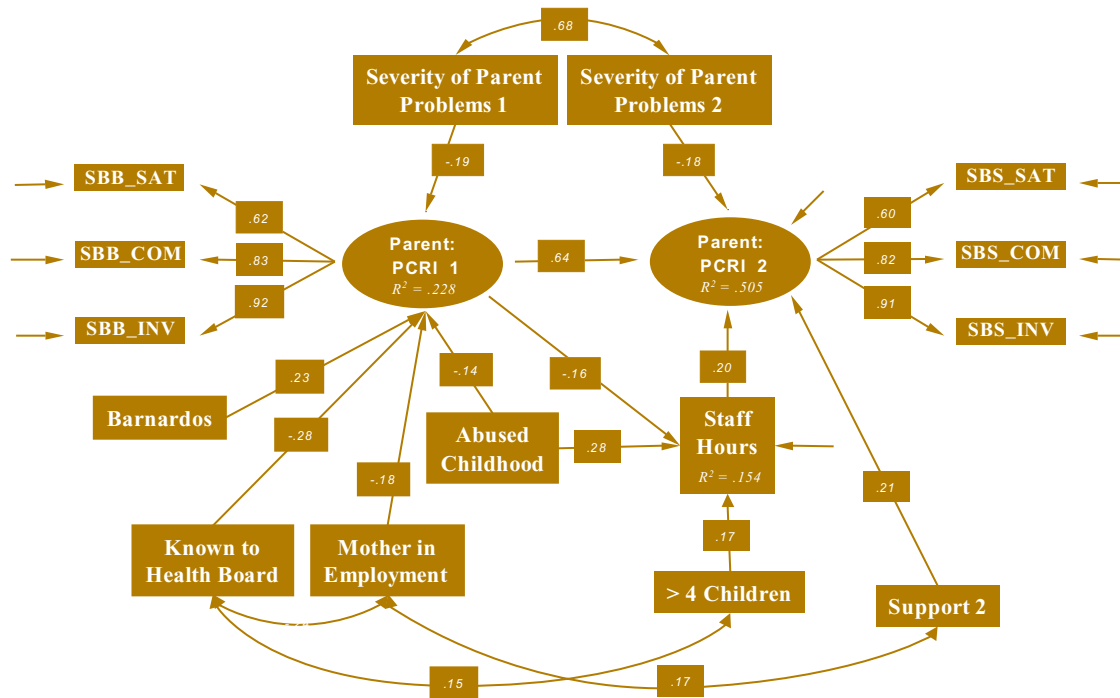 .68
Severity of Parent
Problems 1
Severity of Parent
Problems 2
-.19
-.18
SBB_SAT
SBS_SAT
.62
.60
SBB_COM
.83
Parent:
PCRI 1
R² = .228
.64
Parent:
PCRI 2
R² = .505
.82
SBS_COM
.92
.91
SBB_INV
SBS_INV
.23
-.14
-.16
.20
Barnardos
-.28
Abused
Childhood
.28
Staff
Hours
R² = .154
-.18
.21
.17
Known to
Health Board
Mother in
Employment
> 4 Children
Support 2
.15
.17